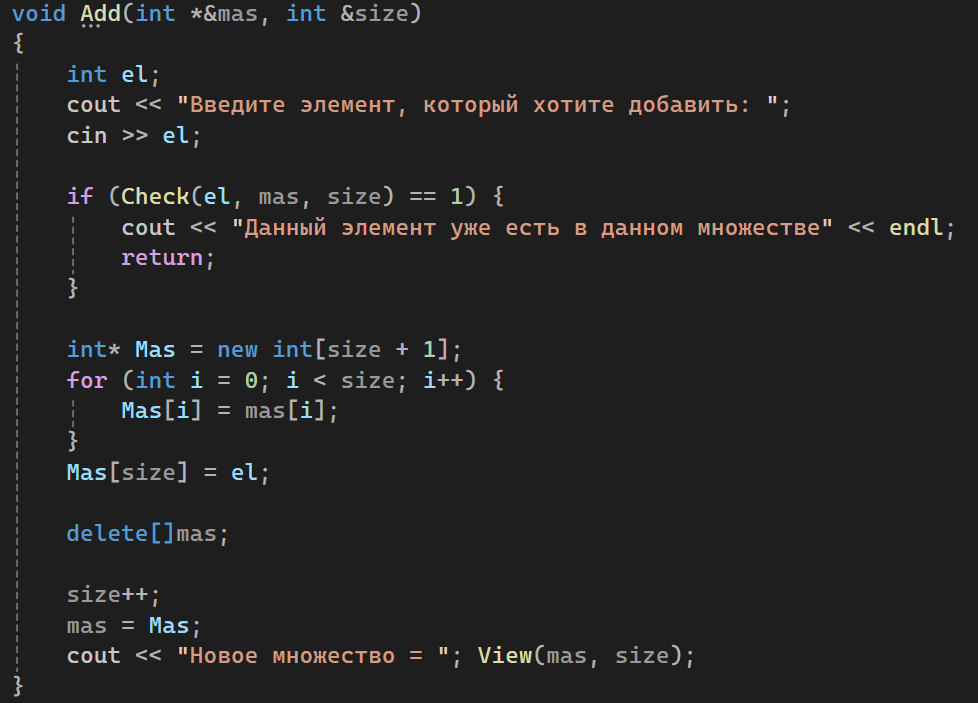 void Add(int *&mas, int &size)
{
    int el;
    cout << "Введите элемент, который хотите добавить: ";
    cin >> el;

    if (Check(el, mas, size) == 1) {
        cout << "Данный элемент уже есть в данном множестве" << endl;
        return;
    }

    int* Mas = new int[size + 1];
    for (int i = 0; i < size; i++) {
        Mas[i] = mas[i];
    }
    Mas[size] = el;

    delete[]mas;

    size++;
    mas = Mas;
    cout << "Новое множество = "; View(mas, size);
}